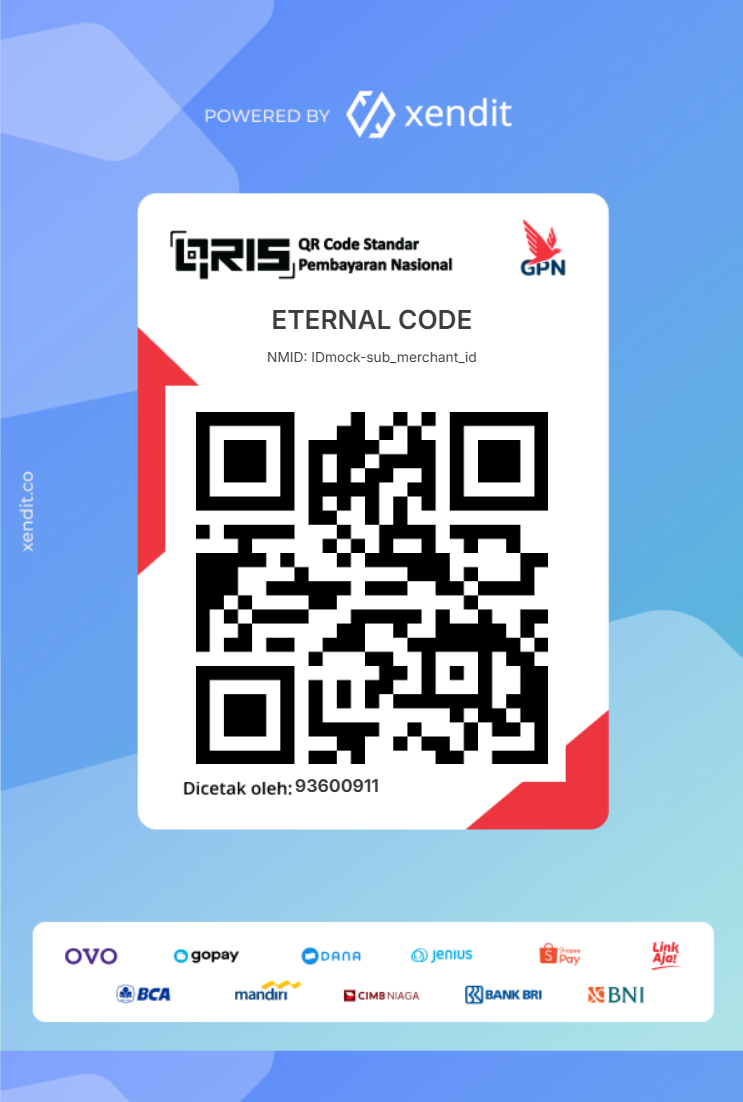 POWERED BY xendit
QRIS QR Code Standar
Pembayaran Nasional
GPN
ETERNAL CODE
NMID: IDmock-sub_merchant_id
xendit.co
Dicetak oleh: 93600911
OVO gopay DANA Jenius Shopee Pay Link Aja!
BCA mandiri CIMB NIAGA BANK BRI BNI